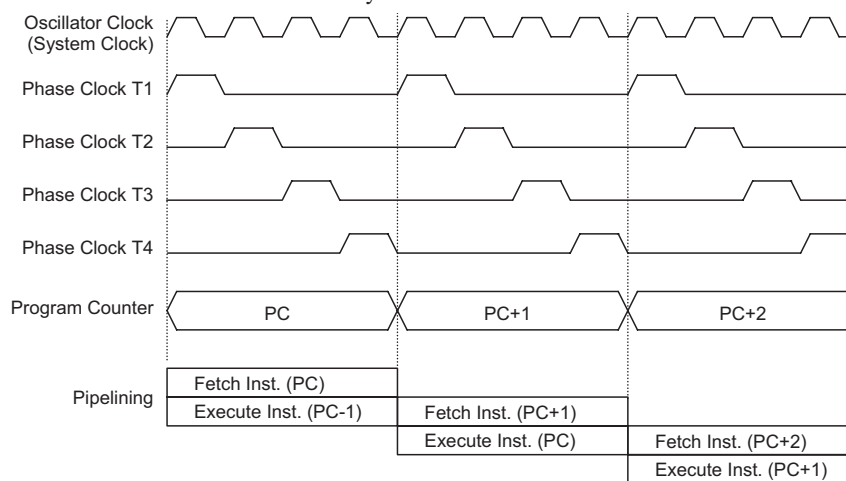 Oscillator Clock
(System Clock)
Phase Clock T1
Phase Clock T2
Phase Clock T3
Phase Clock T4
Program Counter
PC
PC+1
PC+2
Pipelining
Fetch Inst. (PC)
Execute Inst. (PC-1)
Fetch Inst. (PC+1)
Execute Inst. (PC)
Fetch Inst. (PC+2)
Execute Inst. (PC+1)